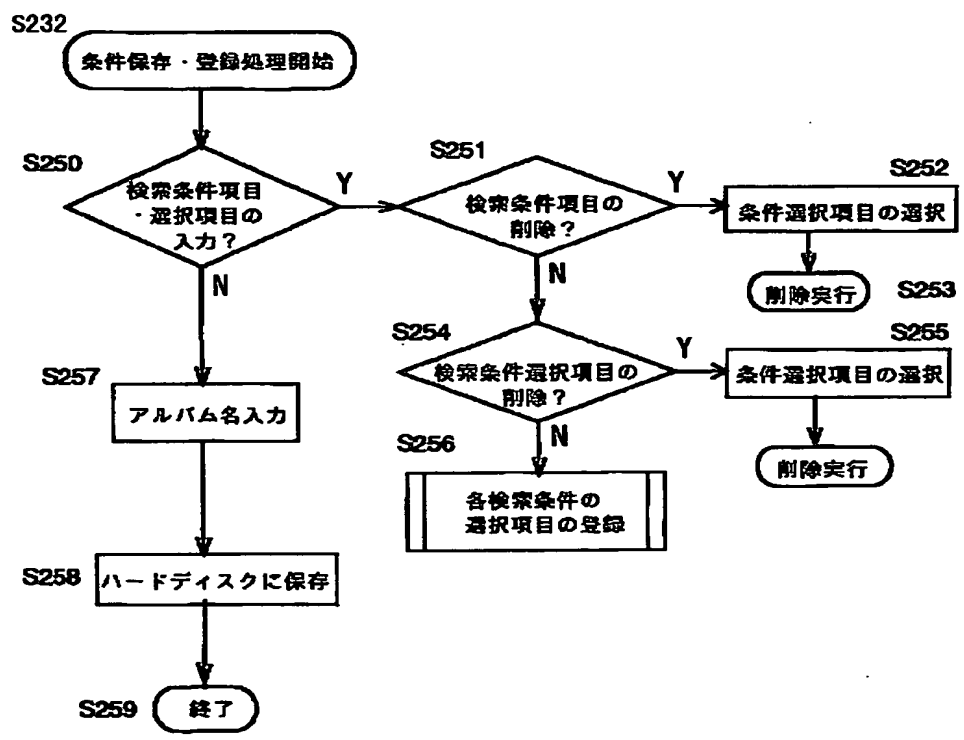 S232
条件保存・登録処理開始
S250
検索条件項目
・選択項目の
入力？
Y
N
S251
検索条件項目の
削除？
Y
N
S252
条件選択項目の選択
削除実行
S253
S254
検索条件選択項目の
削除？
Y
N
S255
条件選択項目の選択
削除実行
S256
各検索条件の
選択項目の登録
S257
アルバム名入力
S258
ハードディスクに保存
S259
終了